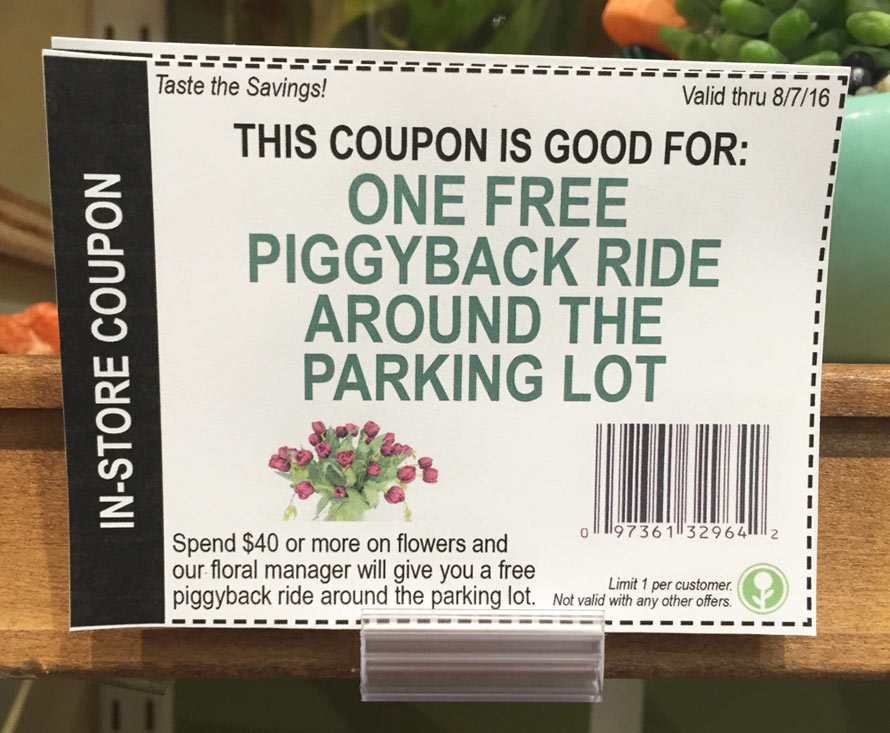 IN-STORE COUPON
Taste the Savings!
Valid thru 8/7/16
THIS COUPON IS GOOD FOR:
ONE FREE
PIGGYBACK RIDE
AROUND THE
PARKING LOT
0 97361 32964 2
Spend $40 or more on flowers and
our floral manager will give you a free
piggyback ride around the parking lot.
Limit 1 per customer.
Not valid with any other offers.